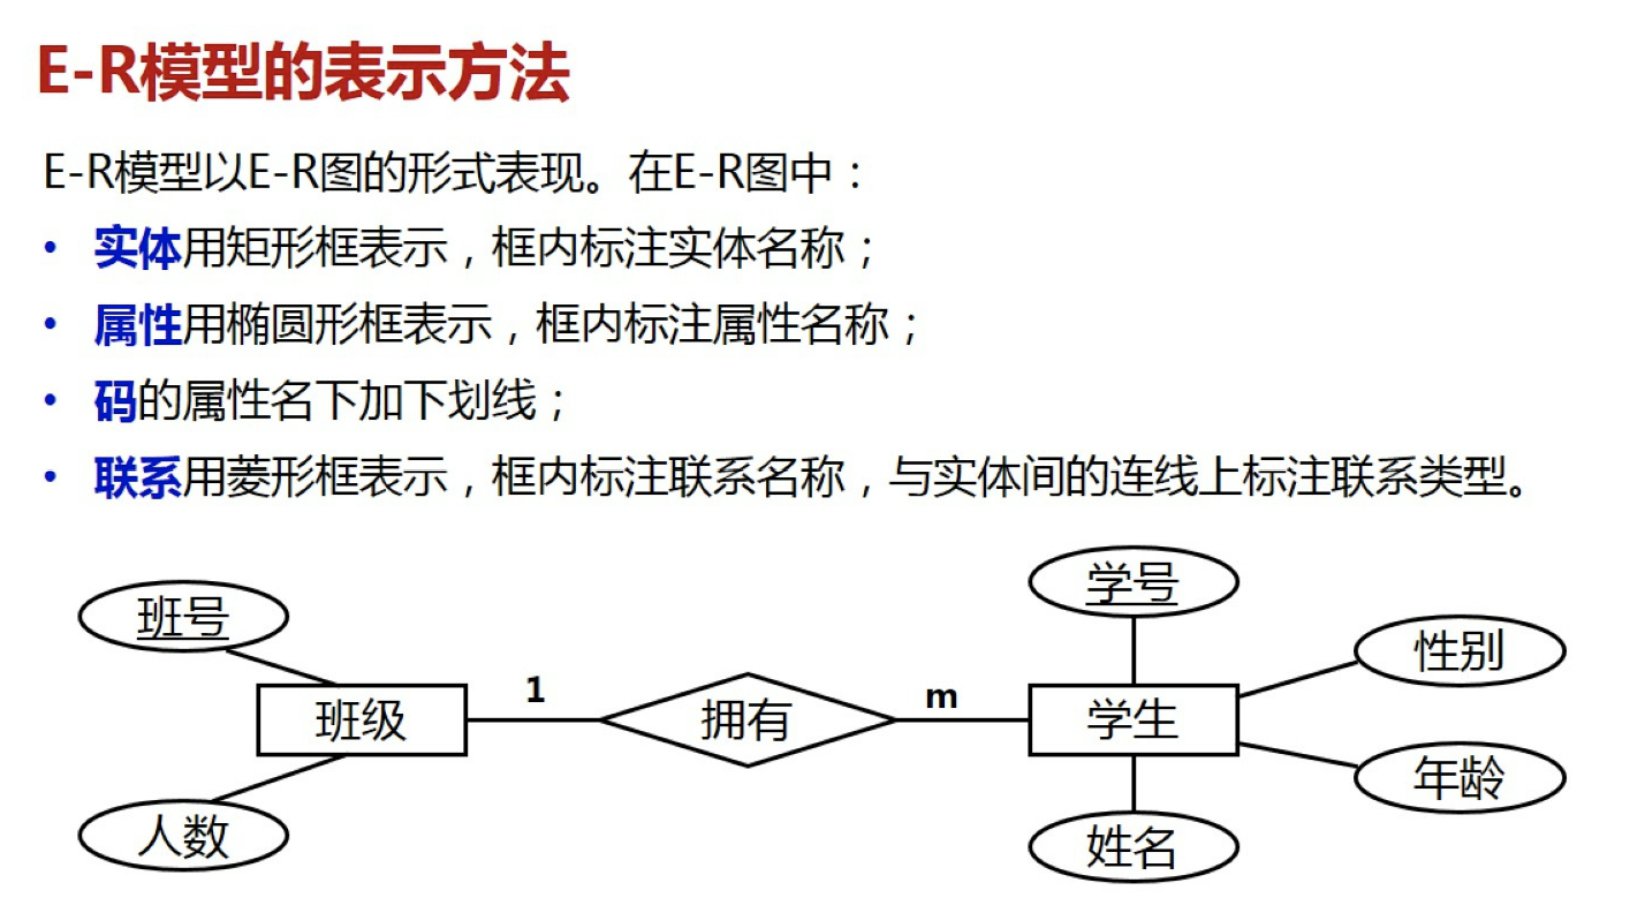 E-R模型的表示方法
E-R模型以E-R图的形式表现。在E-R图中：
• 实体用矩形框表示，框内标注实体名称；
• 属性用椭圆形框表示，框内标注属性名称；
• 码的属性名下加下划线；
• 联系用菱形框表示，框内标注联系名称，与实体间的连线上标注联系类型。
学号
班号
性别
1
m
班级
拥有
学生
年龄
人数
姓名